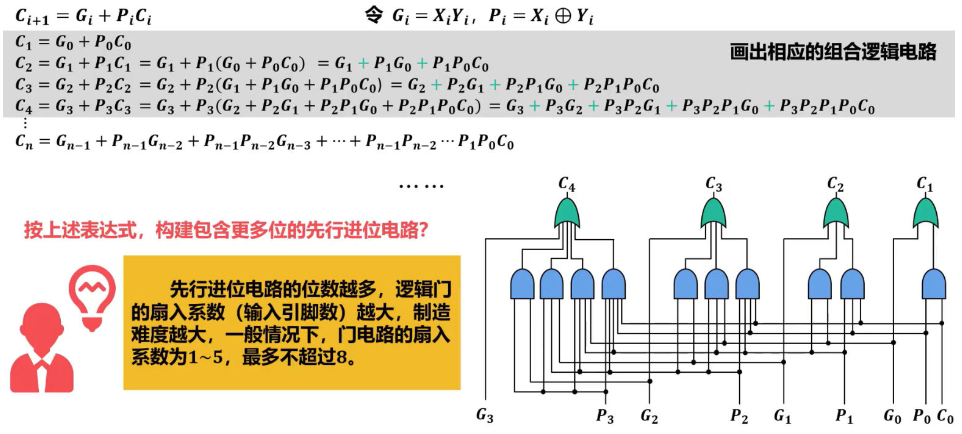 C_{i+1} = G_i + P_iC_i
令 G_i = X_iY_i, P_i = X_i ⊕ Y_i
C_1 = G_0 + P_0C_0
画出相应的组合逻辑电路
C_2 = G_1 + P_1C_1 = G_1 + P_1(G_0 + P_0C_0) = G_1 + P_1G_0 + P_1P_0C_0
C_3 = G_2 + P_2C_2 = G_2 + P_2(G_1 + P_1G_0 + P_1P_0C_0) = G_2 + P_2G_1 + P_2P_1G_0 + P_2P_1P_0C_0
C_4 = G_3 + P_3C_3 = G_3 + P_3(G_2 + P_2G_1 + P_2P_1G_0 + P_2P_1P_0C_0) = G_3 + P_3G_2 + P_3P_2G_1 + P_3P_2P_1G_0 + P_3P_2P_1P_0C_0
⋮
C_n = G_{n-1} + P_{n-1}G_{n-2} + P_{n-1}P_{n-2}G_{n-3} + ⋯ + P_{n-1}P_{n-2} ⋯ P_1P_0C_0
……
按上述表达式，构建包含更多位的先行进位电路？
先行进位电路的位数越多，逻辑门
的扇入系数（输入引脚数）越大，制造
难度越大，一般情况下，门电路的扇入
系数为1~5，最多不超过8。
C_4 C_3 C_2 C_1
G_3 P_3 G_2 P_2 G_1 P_1 G_0 P_0 C_0